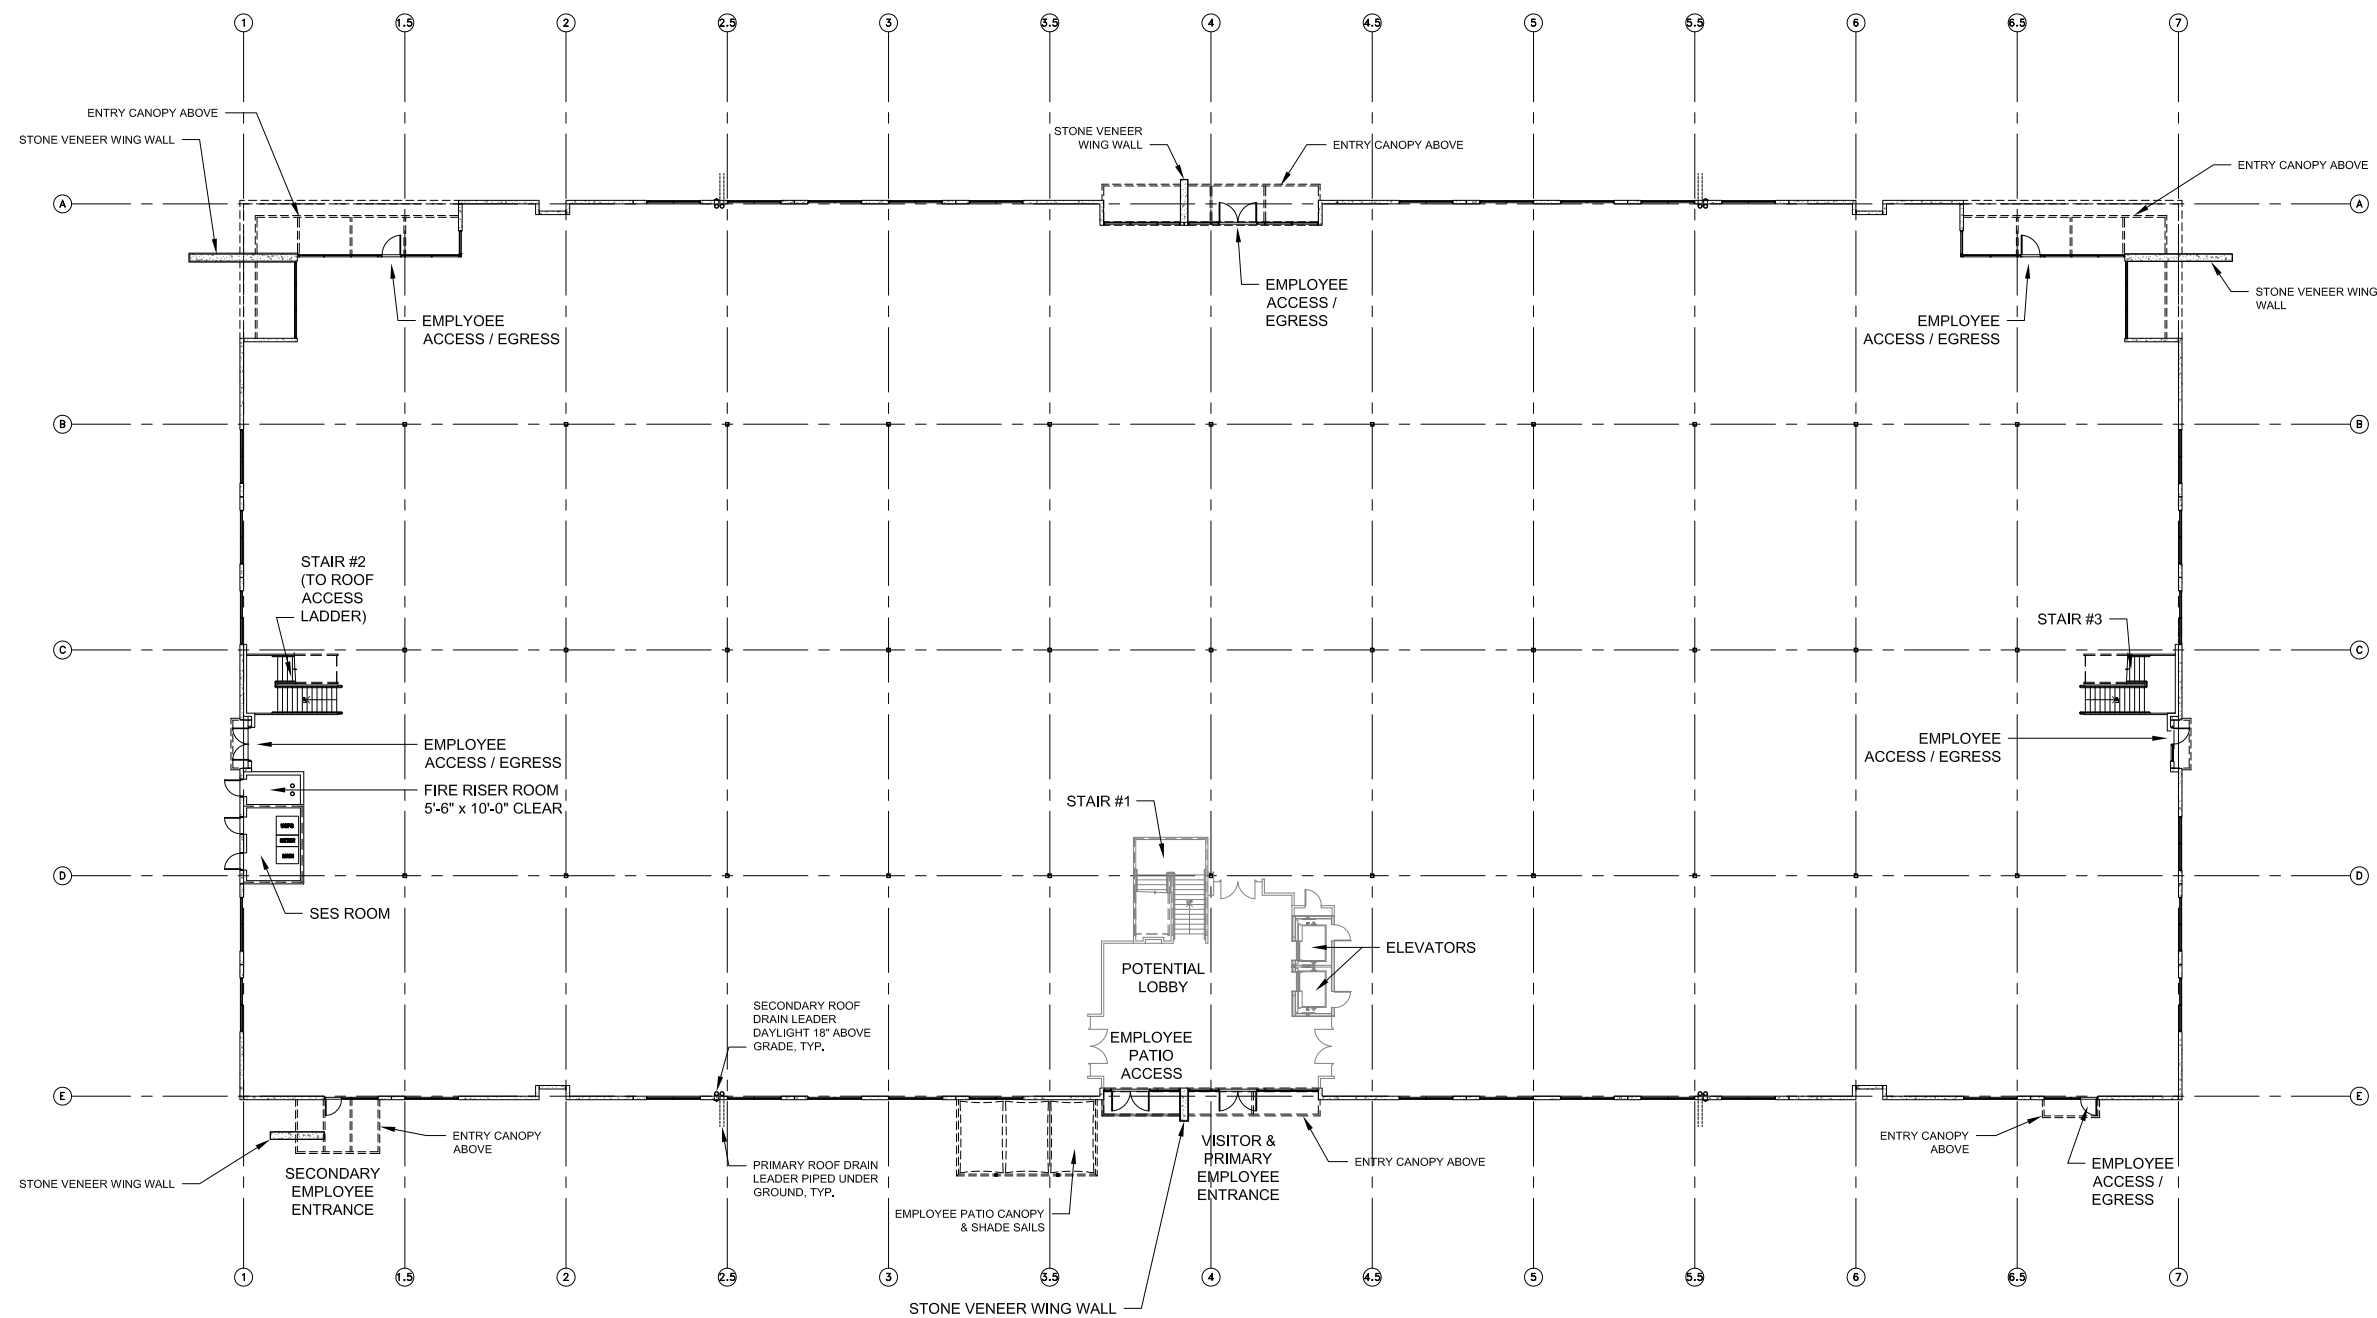 1 1.5 2 2.5 3 3.5 4 4.5 5 5.5 6 6.5 7
ENTRY CANOPY ABOVE
STONE VENEER WING WALL
STONE VENEER
WING WALL
ENTRY CANOPY ABOVE
ENTRY CANOPY ABOVE
A
A
EMPLYOEE
ACCESS / EGRESS
EMPLOYEE
ACCESS /
EGRESS
STONE VENEER WING
WALL
EMPLOYEE
ACCESS / EGRESS
B
B
STAIR #2
(TO ROOF
ACCESS
LADDER)
STAIR #3
C
C
EMPLOYEE
ACCESS / EGRESS
EMPLOYEE
ACCESS / EGRESS
FIRE RISER ROOM
5'-6" x 10'-0" CLEAR
STAIR #1
MAIN
D
D
SES ROOM
UP
ELEVATORS
POTENTIAL
LOBBY
SECONDARY ROOF
DRAIN LEADER
DAYLIGHT 18" ABOVE
GRADE, TYP.
EMPLOYEE
PATIO
ACCESS
E
E
ENTRY CANOPY
ABOVE
STONE VENEER WING WALL
SECONDARY
EMPLOYEE
ENTRANCE
PRIMARY ROOF DRAIN
LEADER PIPED UNDER
GROUND, TYP.
EMPLOYEE PATIO CANOPY
& SHADE SAILS
VISITOR &
PRIMARY
EMPLOYEE
ENTRANCE
ENTRY CANOPY ABOVE
ENTRY CANOPY
ABOVE
EMPLOYEE
ACCESS /
EGRESS
1 1.5 2 2.5 3 3.5 4 4.5 5 5.5 6 6.5 7
STONE VENEER WING WALL